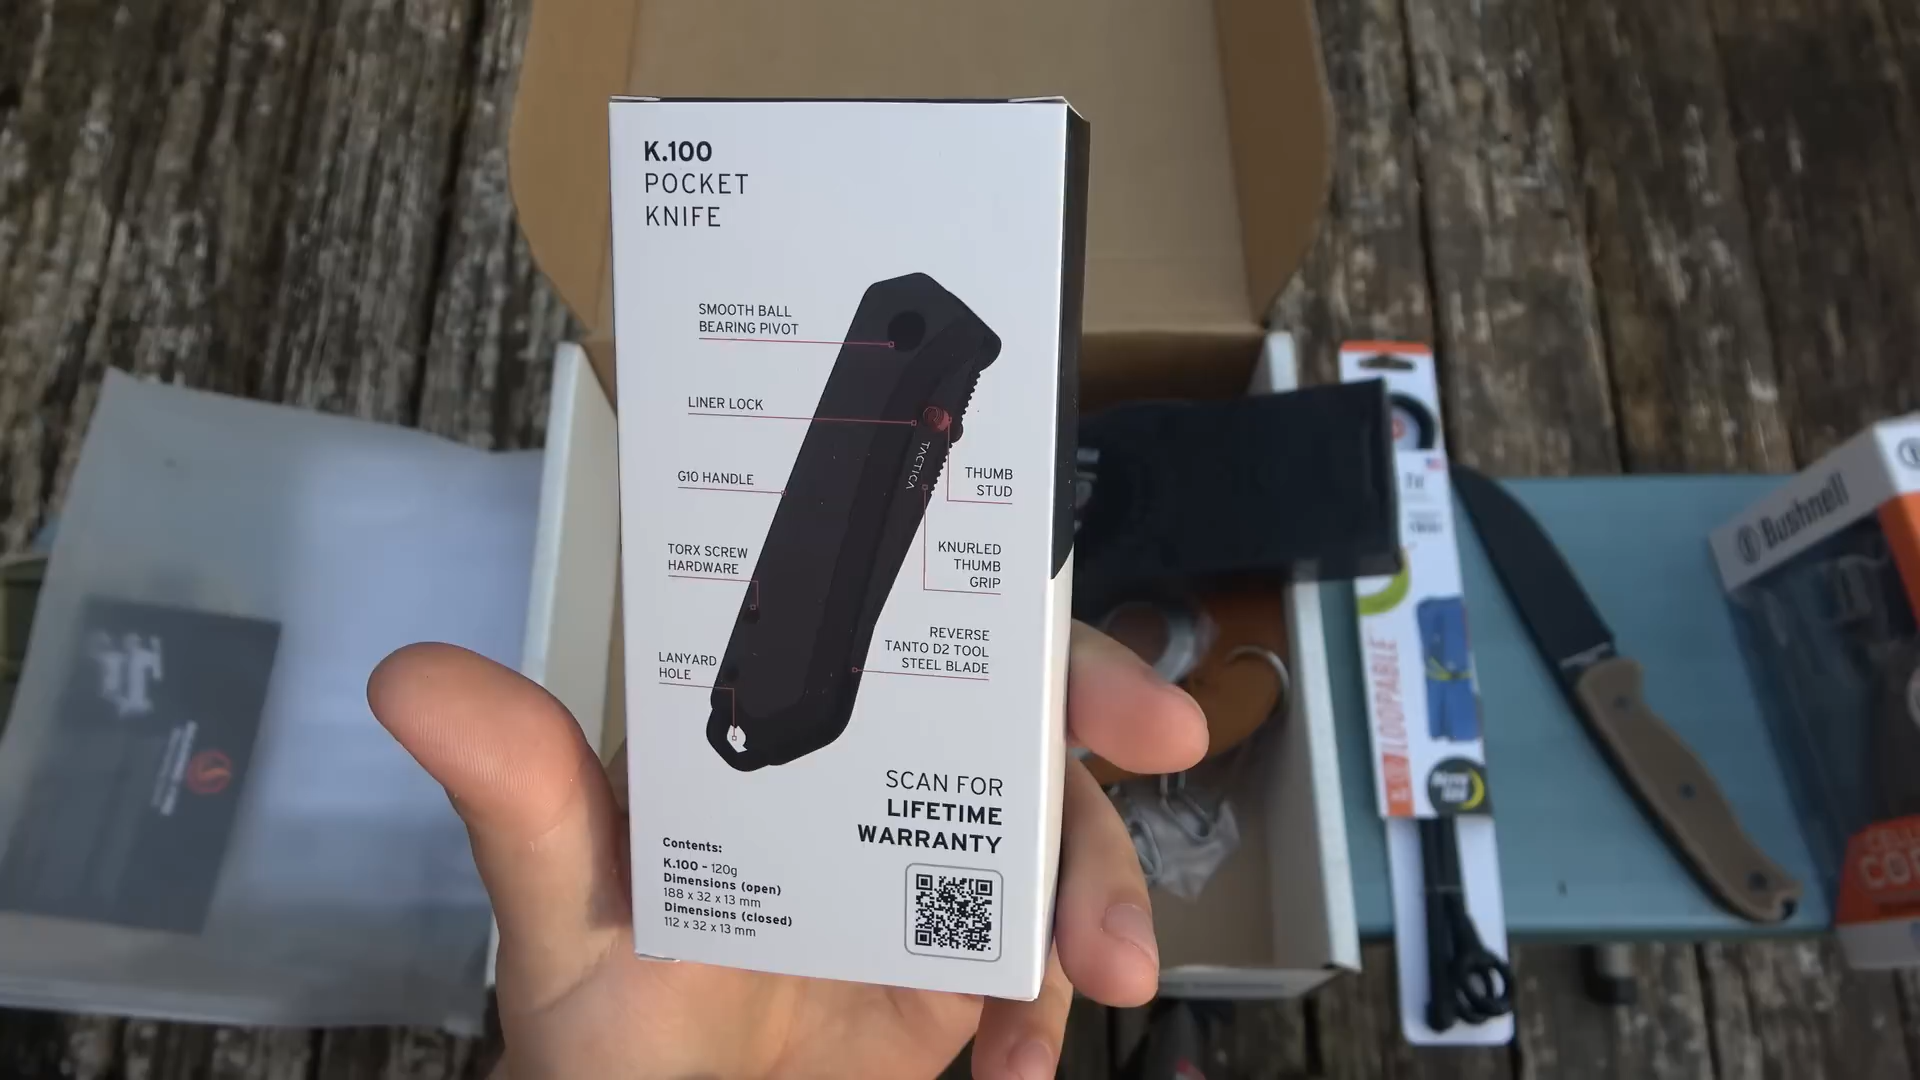 K.100
POCKET
KNIFE
SMOOTH BALL
BEARING PIVOT
LINER LOCK
G10 HANDLE
TORX SCREW
HARDWARE
LANYARD
HOLE
TACTICA
THUMB
STUD
KNURLED
THUMB
GRIP
REVERSE
TANTO D2 TOOL
STEEL BLADE
SCAN FOR
LIFETIME
WARRANTY
Contents:
K.100 - 120g
Dimensions (open)
188 x 32 x 13 mm
Dimensions (closed)
112 x 32 x 13 mm
LOOPABLE
Bushnell